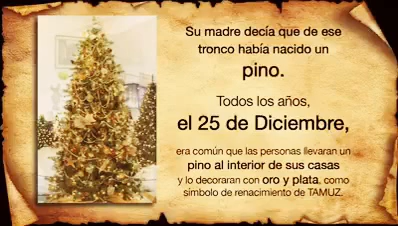 Su madre decía que de ese
tronco había nacido un
pino.
Todos los años,
el 25 de Diciembre,
era común que las personas llevaran un
pino al interior de sus casas
y lo decoraran con oro y plata, como
símbolo de renacimiento de TAMUZ.